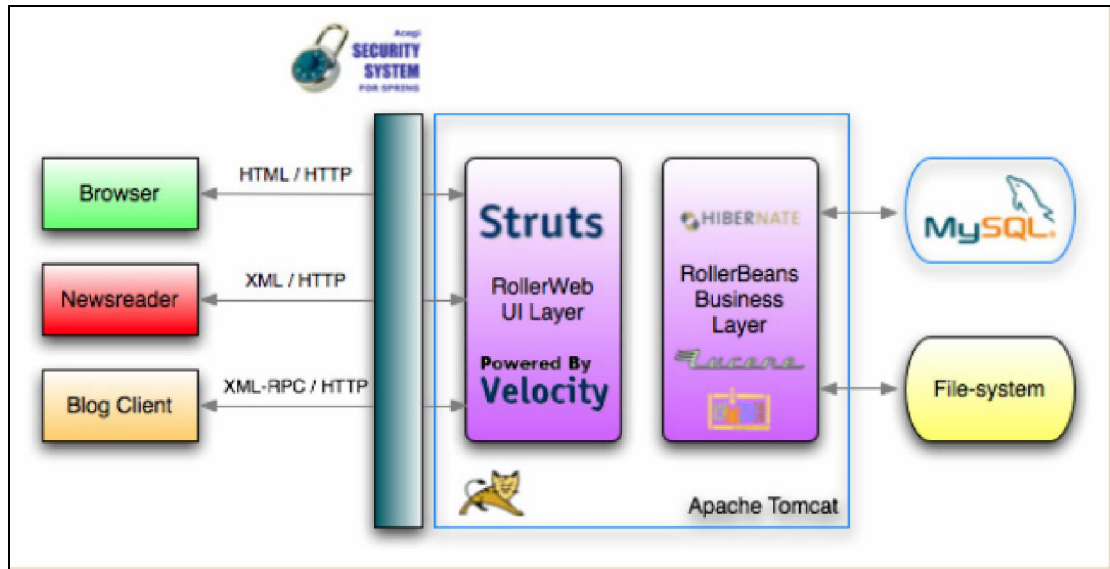 Acegi
SECURITY
SYSTEM
FOR SPRING
Browser
HTML / HTTP
Newsreader
XML / HTTP
Blog Client
XML-RPC / HTTP
Struts
RollerWeb
UI Layer
Powered By
Velocity
HIBERNATE
RollerBeans
Business
Layer
Lucene
Apache Tomcat
MySQL®
File-system